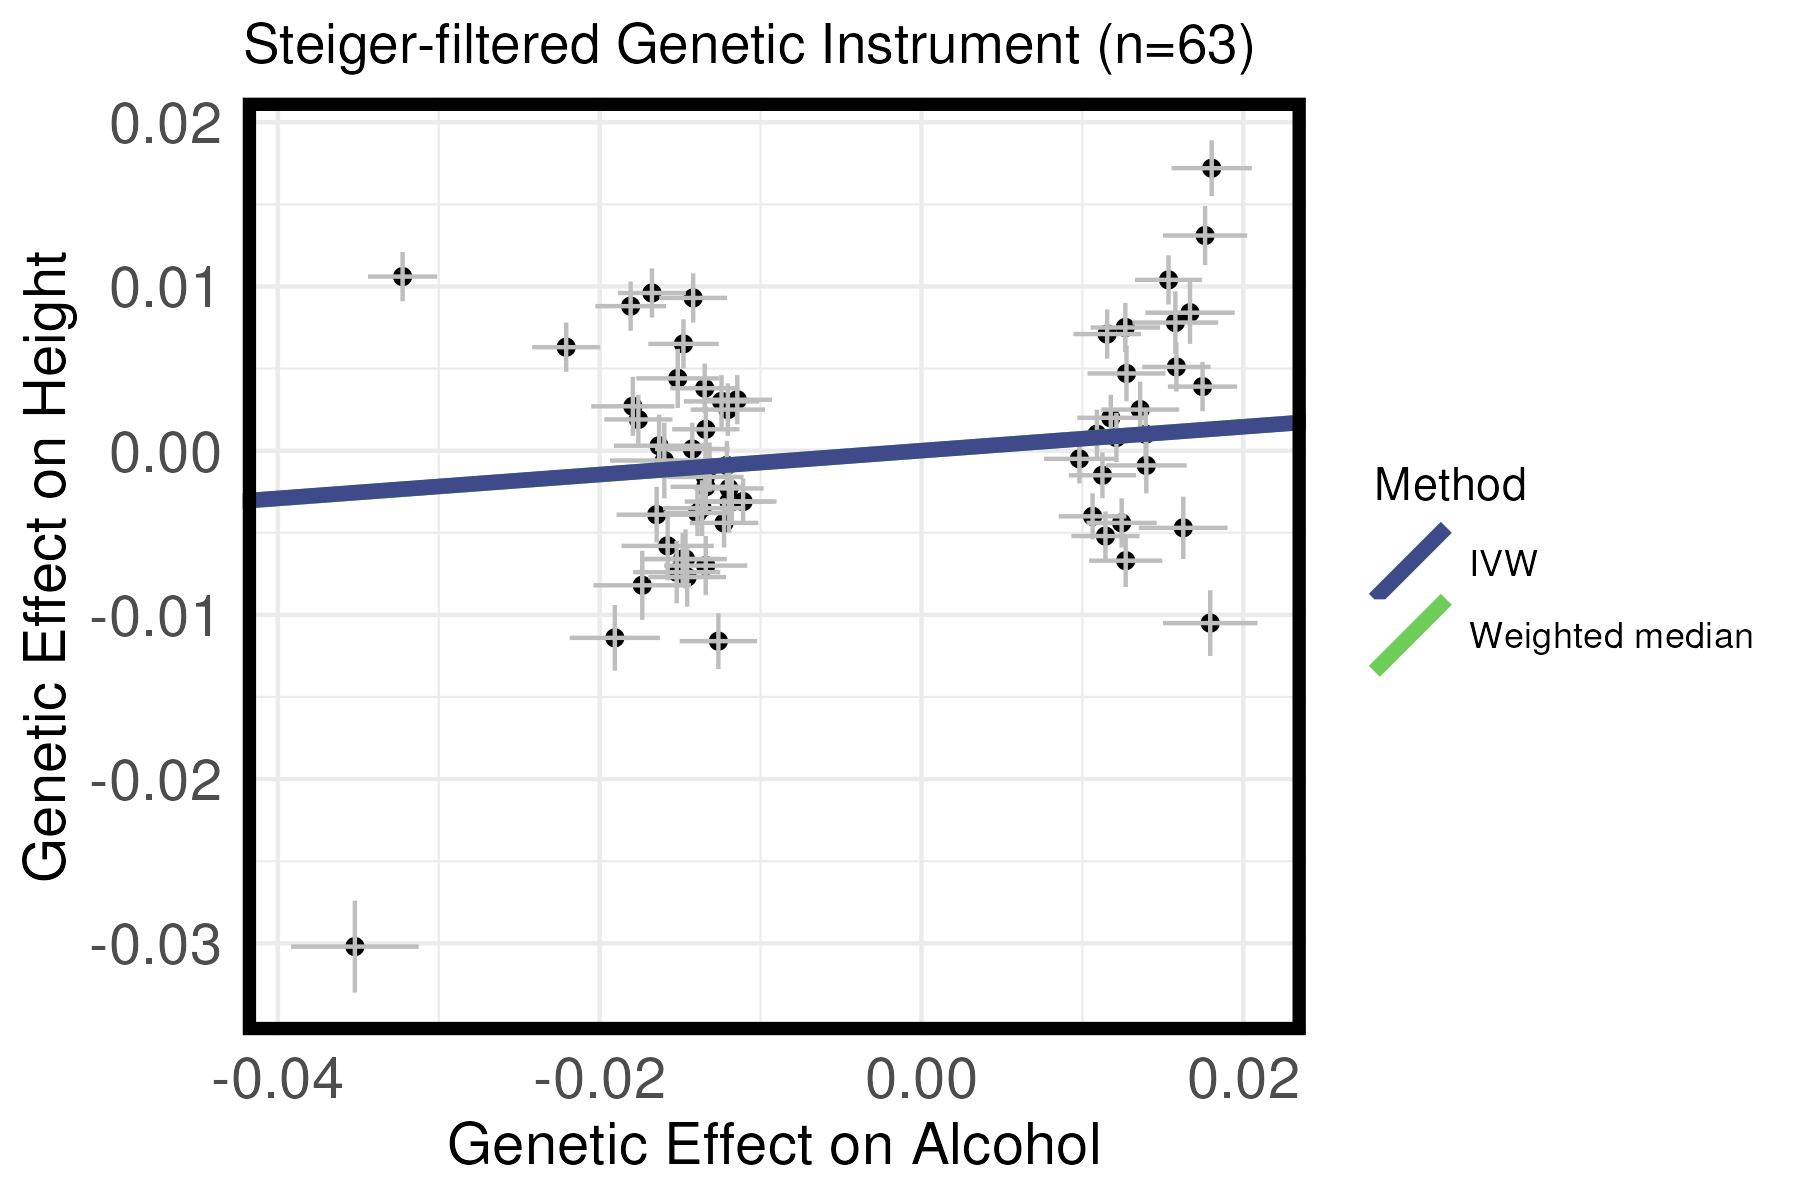 Steiger-filtered Genetic Instrument (n=63)
0.02
0.01
0.00
-0.01
-0.02
-0.03
Genetic Effect on Height
-0.04
-0.02
0.00
0.02
Genetic Effect on Alcohol
Method
IVW
Weighted median